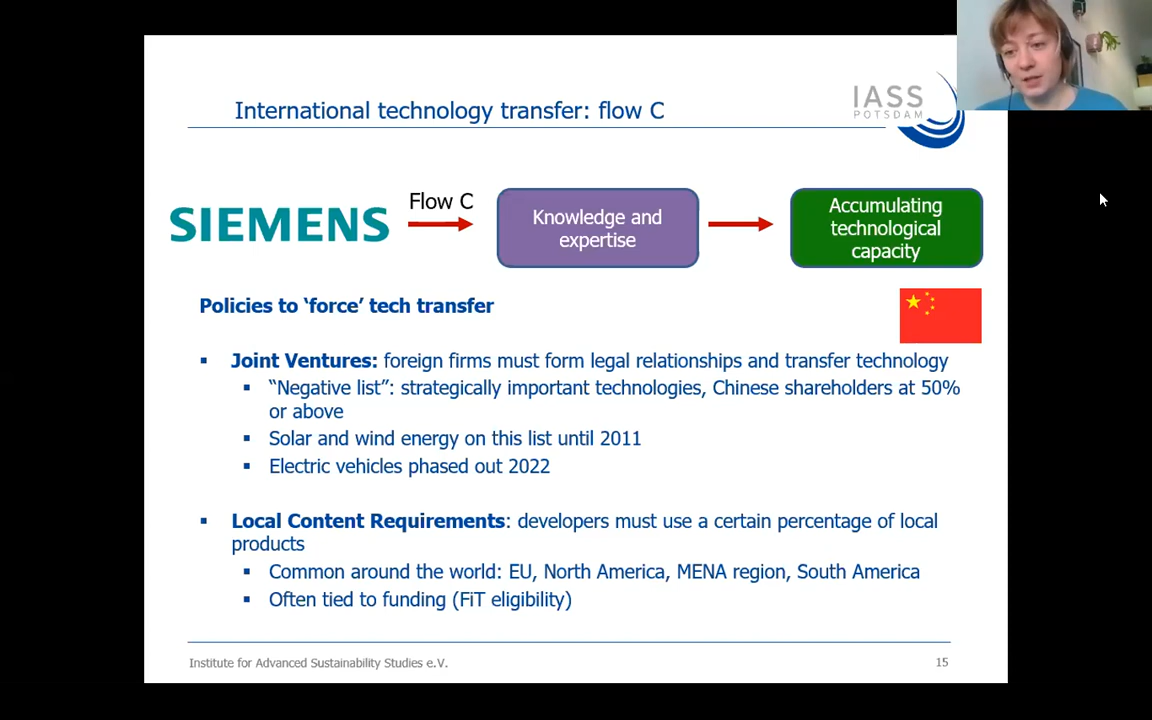 International technology transfer: flow C
IASS
POTSDAM
SIEMENS
Flow C
Knowledge and
expertise
Accumulating
technological
capacity
Policies to ‘force’ tech transfer
▪ Joint Ventures: foreign firms must form legal relationships and transfer technology
▪ “Negative list”: strategically important technologies, Chinese shareholders at 50%
or above
▪ Solar and wind energy on this list until 2011
▪ Electric vehicles phased out 2022
▪ Local Content Requirements: developers must use a certain percentage of local
products
▪ Common around the world: EU, North America, MENA region, South America
▪ Often tied to funding (FiT eligibility)
Institute for Advanced Sustainability Studies e.V.
15